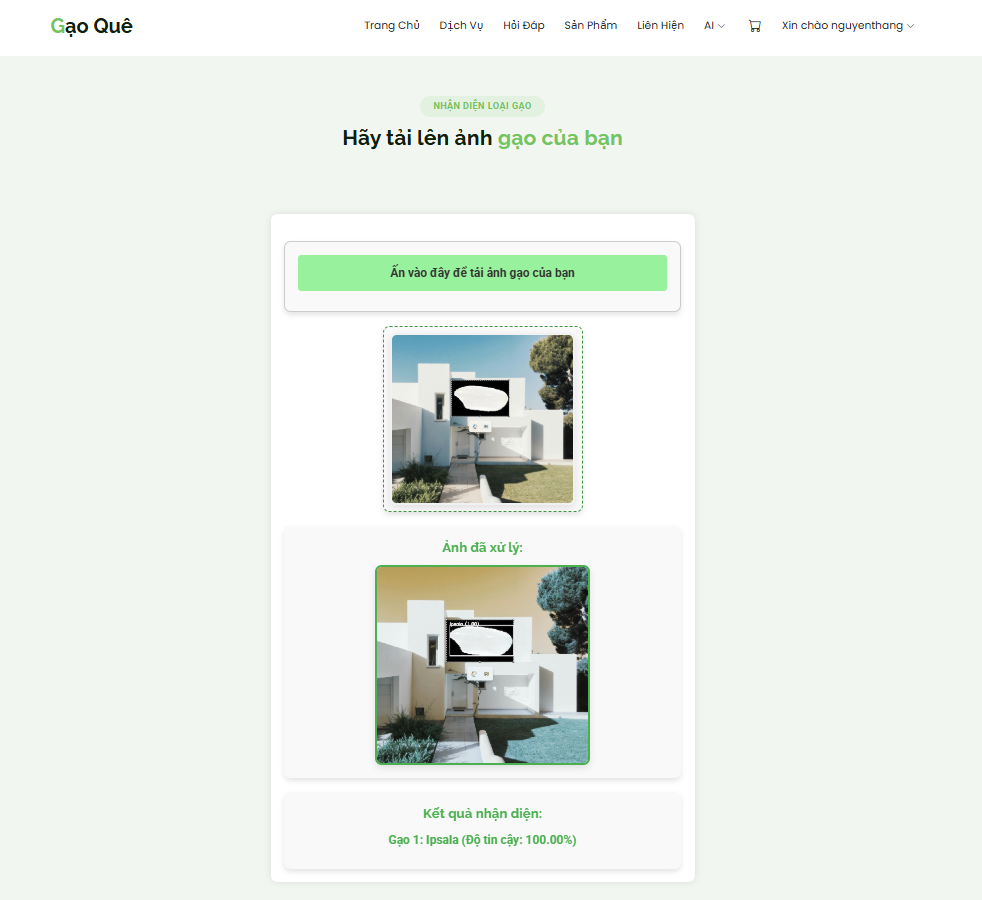 Gạo Quê
Trang Chủ Dịch Vụ Hỏi Đáp Sản Phẩm Liên Hiện AI Xin chào nguyenthang
NHẬN DIỆN LOẠI GẠO
Hãy tải lên ảnh gạo của bạn
Ấn vào đây để tải ảnh gạo của bạn
Ảnh đã xử lý:
Ipsala (1.00)
Kết quả nhận diện:
Gạo 1: Ipsala (Độ tin cậy: 100.00%)